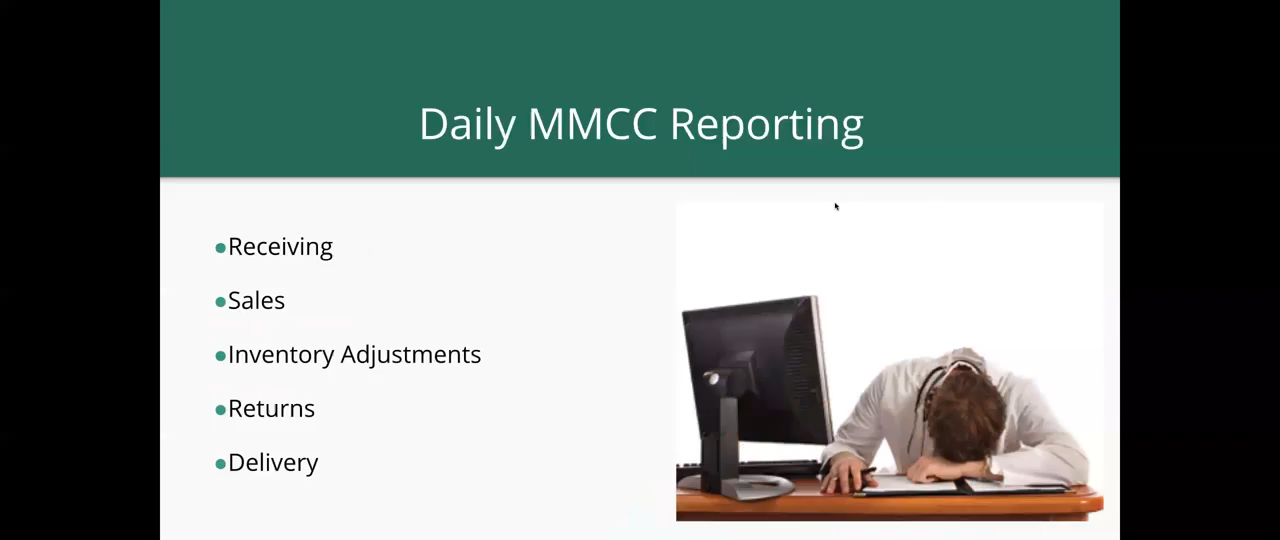 Daily MMCC Reporting
Receiving
Sales
Inventory Adjustments
Returns
Delivery